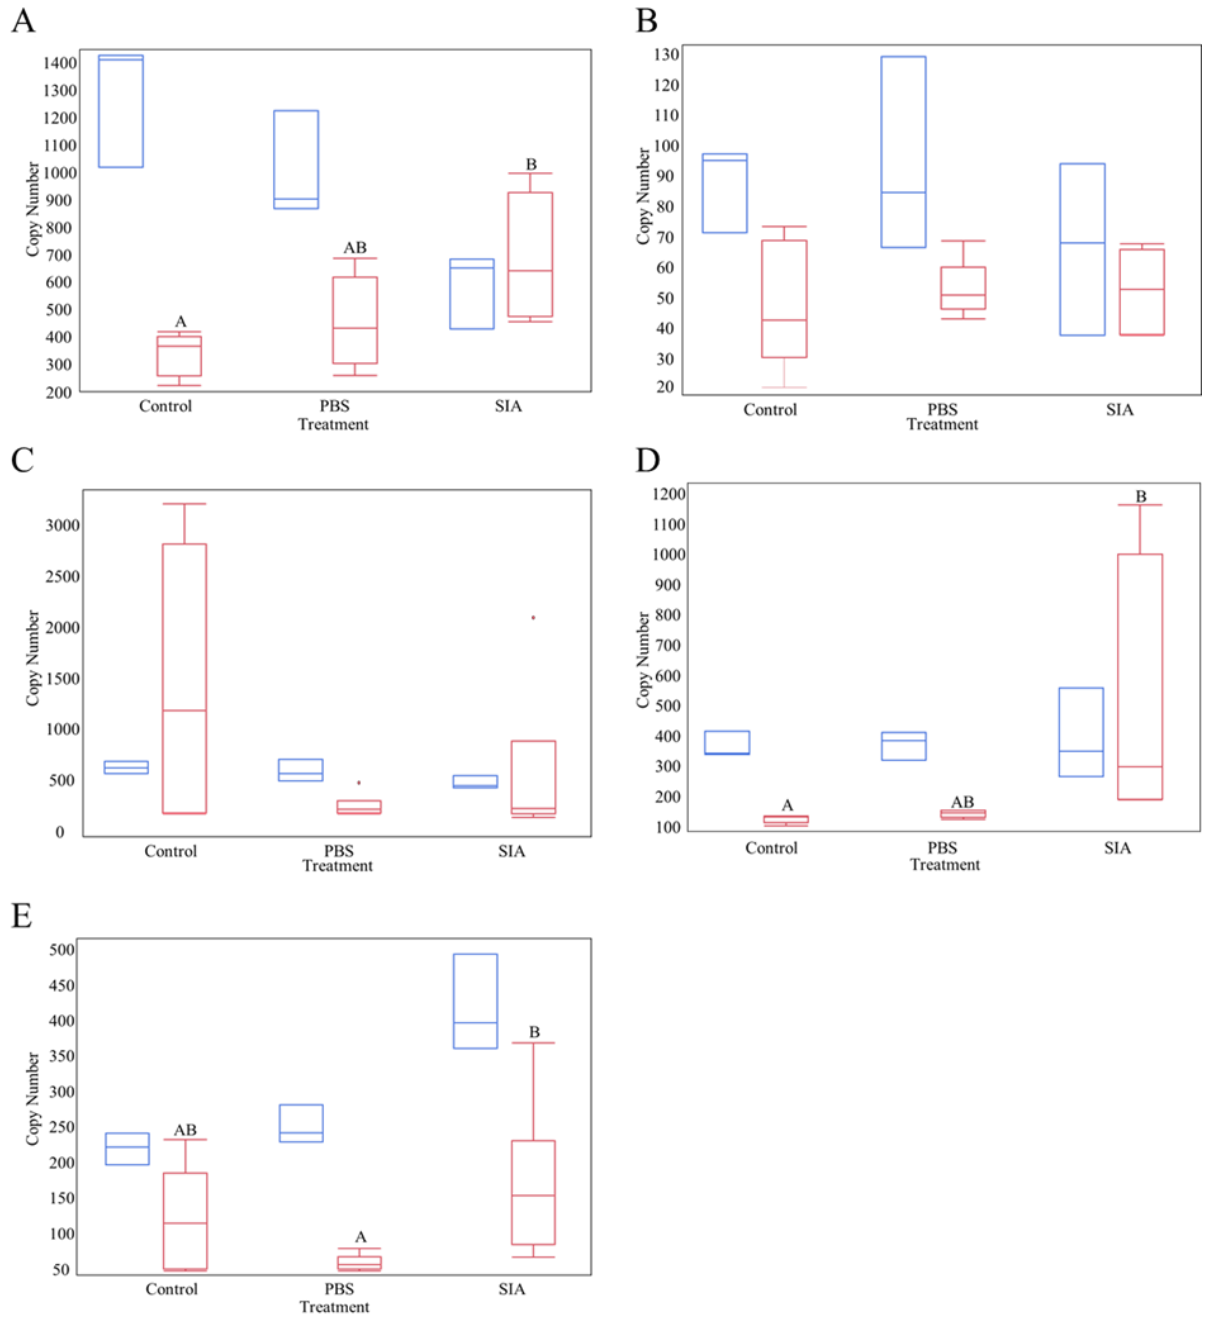 A
1400
1300
1200
1100
1000
900
800
700
600
500
400
300
200
Copy Number
A
AB
B
Control PBS SIA
Treatment
B
130
120
110
100
90
80
70
60
50
40
30
20
Copy Number
Control PBS SIA
Treatment
C
3000
2500
2000
1500
1000
500
0
Copy Number
Control PBS SIA
Treatment
D
1200
1100
1000
900
800
700
600
500
400
300
200
100
Copy Number
A
AB
B
Control PBS SIA
Treatment
E
500
450
400
350
300
250
200
150
100
50
Copy Number
AB
A
B
Control PBS SIA
Treatment